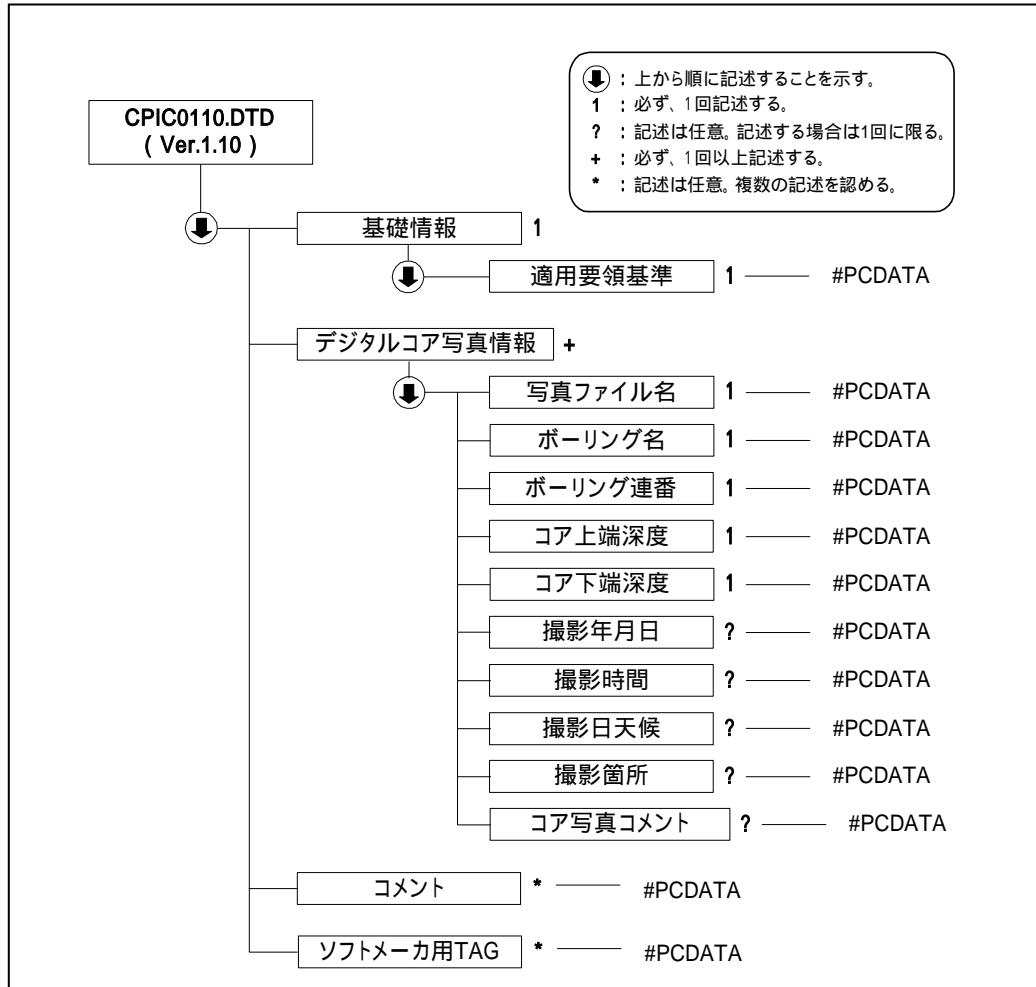 CPIC0110.DTD
( Ver.1.10 )
： 上から順に記述することを示す。
1 ： 必ず、1回記述する。
? ： 記述は任意。記述する場合は1回に限る。
+ ： 必ず、1回以上記述する。
* ： 記述は任意。複数の記述を認める。
基礎情報 1
適用要領基準 1 #PCDATA
デジタルコア写真情報 +
写真ファイル名 1 #PCDATA
ボーリング名 1 #PCDATA
ボーリング連番 1 #PCDATA
コア上端深度 1 #PCDATA
コア下端深度 1 #PCDATA
撮影年月日 ? #PCDATA
撮影時間 ? #PCDATA
撮影日天候 ? #PCDATA
撮影箇所 ? #PCDATA
コア写真コメント ? #PCDATA
コメント * #PCDATA
ソフトメーカ用TAG * #PCDATA